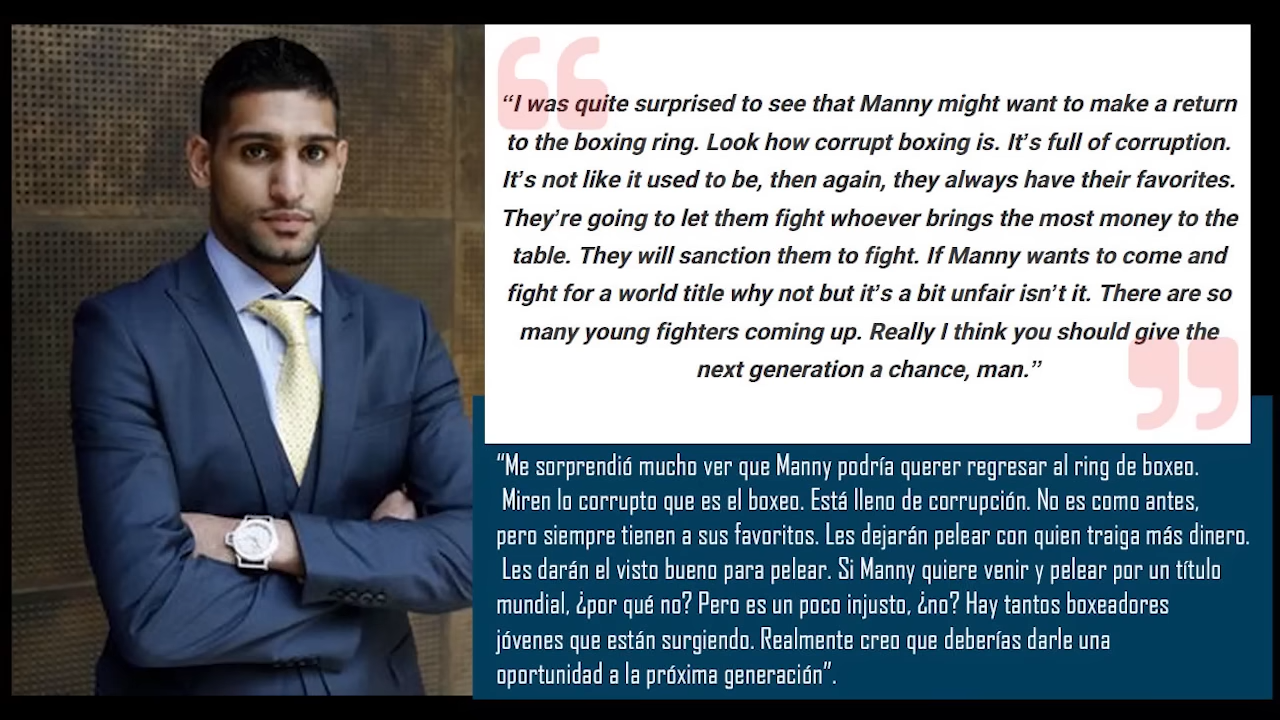 “I was quite surprised to see that Manny might want to make a return
to the boxing ring. Look how corrupt boxing is. It’s full of corruption.
It’s not like it used to be, then again, they always have their favorites.
They’re going to let them fight whoever brings the most money to the
table. They will sanction them to fight. If Manny wants to come and
fight for a world title why not but it’s a bit unfair isn’t it. There are so
many young fighters coming up. Really I think you should give the
next generation a chance, man.”
“Me sorprendió mucho ver que Manny podría querer regresar al ring de boxeo.
Miren lo corrupto que es el boxeo. Está lleno de corrupción. No es como antes,
pero siempre tienen a sus favoritos. Les dejarán pelear con quien traiga más dinero.
Les darán el visto bueno para pelear. Si Manny quiere venir y pelear por un título
mundial, ¿por qué no? Pero es un poco injusto, ¿no? Hay tantos boxeadores
jóvenes que están surgiendo. Realmente creo que deberías darle una
oportunidad a la próxima generación”.